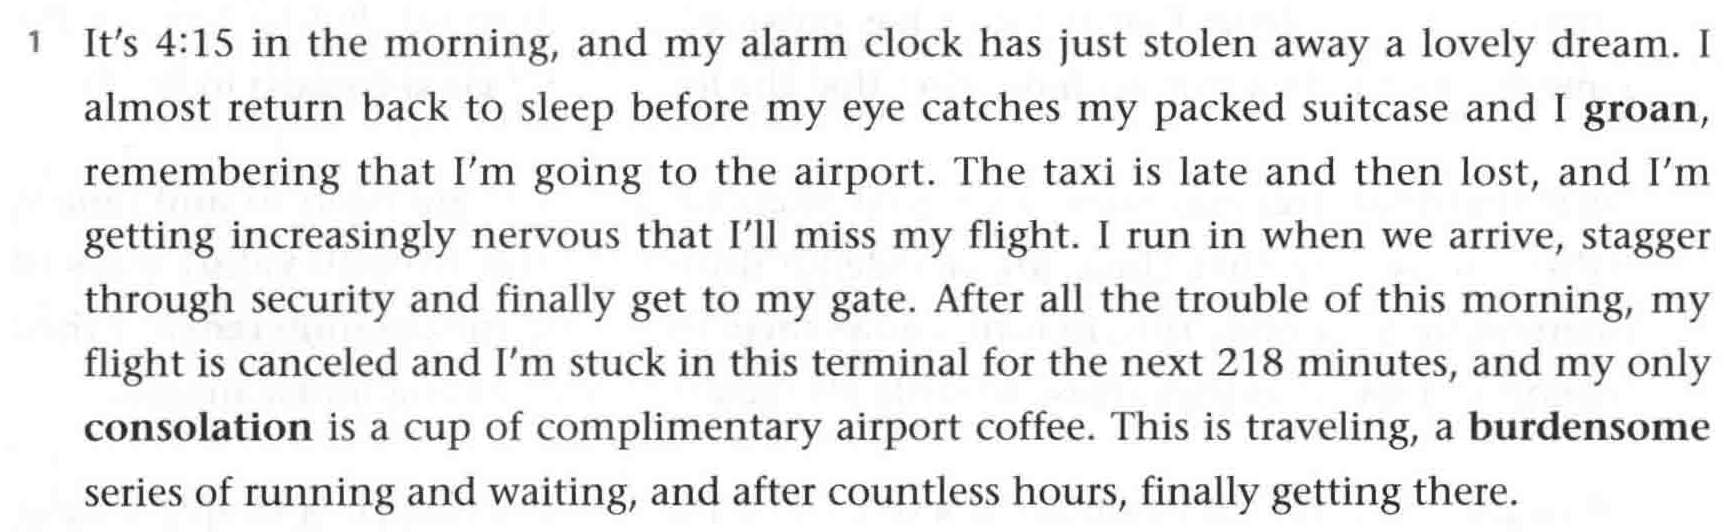 1 It's 4:15 in the morning, and my alarm clock has just stolen away a lovely dream. I
almost return back to sleep before my eye catches my packed suitcase and I groan,
remembering that I'm going to the airport. The taxi is late and then lost, and I'm
getting increasingly nervous that I'll miss my flight. I run in when we arrive, stagger
through security and finally get to my gate. After all the trouble of this morning, my
flight is canceled and I'm stuck in this terminal for the next 218 minutes, and my only
consolation is a cup of complimentary airport coffee. This is traveling, a burdensome
series of running and waiting, and after countless hours, finally getting there.